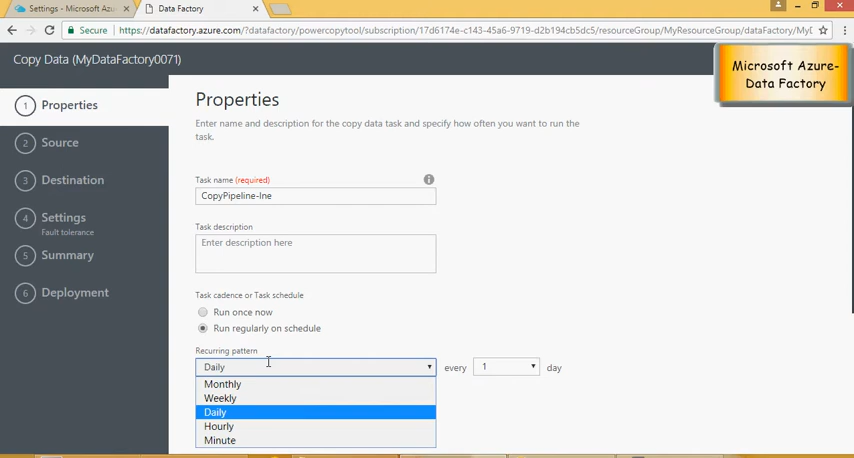 Settings - Microsoft Azure
Data Factory
Secure
https://datafactory.azure.com/?datafactory/powercopytool/subscription/17d6174e-c143-45a6-9719-d2b194cb5dc5/resourceGroup/MyResourceGroup/dataFactory/MyD
Copy Data (MyDataFactory0071)
Microsoft Azure-
Data Factory
1 Properties
2 Source
3 Destination
4 Settings
Fault tolerance
5 Summary
6 Deployment
Properties
Enter name and description for the copy data task and specify how often you want to run the
task.
Task name (required)
CopyPipeline-Ine
Task description
Enter description here
Task cadence or Task schedule
Run once now
Run regularly on schedule
Recurring pattern
Daily every 1 day
Monthly
Weekly
Daily
Hourly
Minute